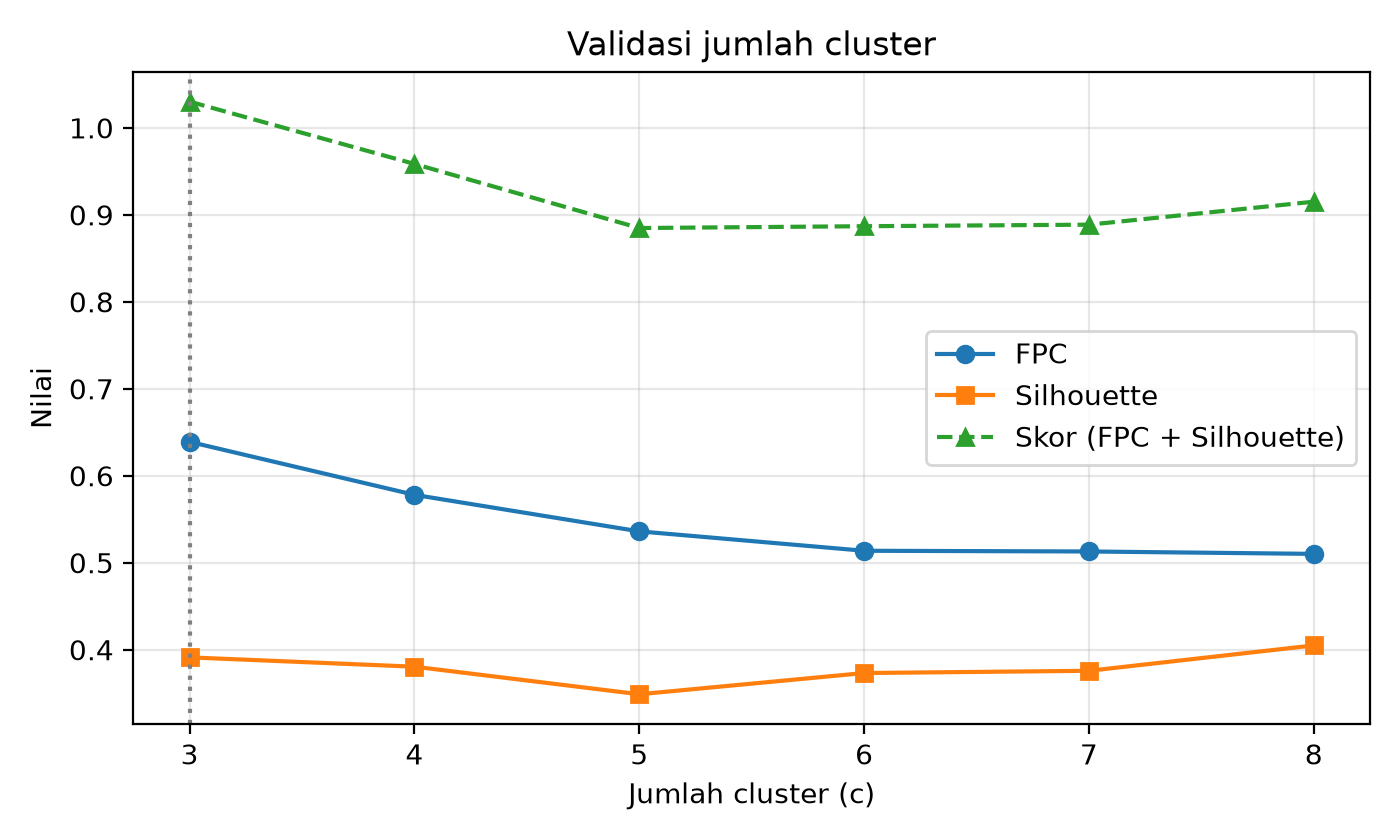 Validasi jumlah cluster
Nilai
1.0
0.9
0.8
0.7
0.6
0.5
0.4
FPC
Silhouette
Skor (FPC + Silhouette)
3 4 5 6 7 8
Jumlah cluster (c)